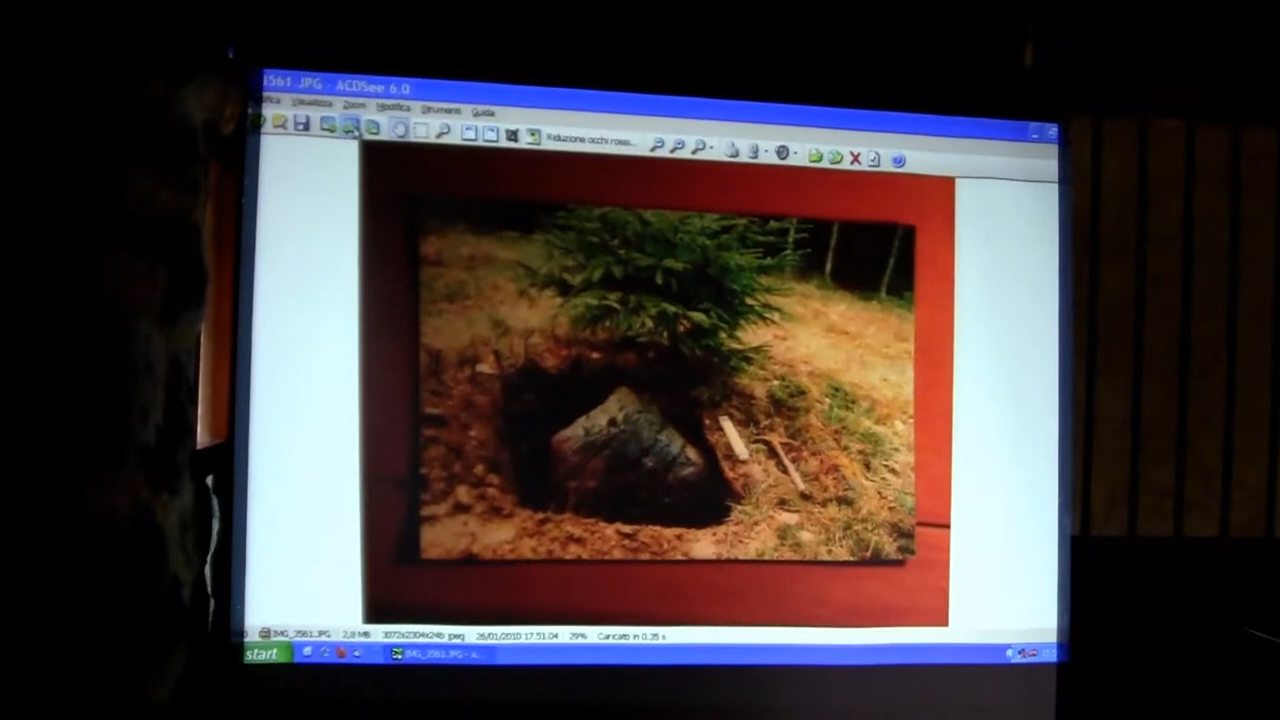 3561 JPG - ACDSee 6.0
fica Visualizza Zoom Modifica Strumenti Guida
Riduzione occhi rossi...
IMG_3561.JPG 2,8 MB 3072x2304x24b jpeg 26/01/2010 17.51.04 29% Caricato in 0.35 s
start IMG_3561.JPG - A...